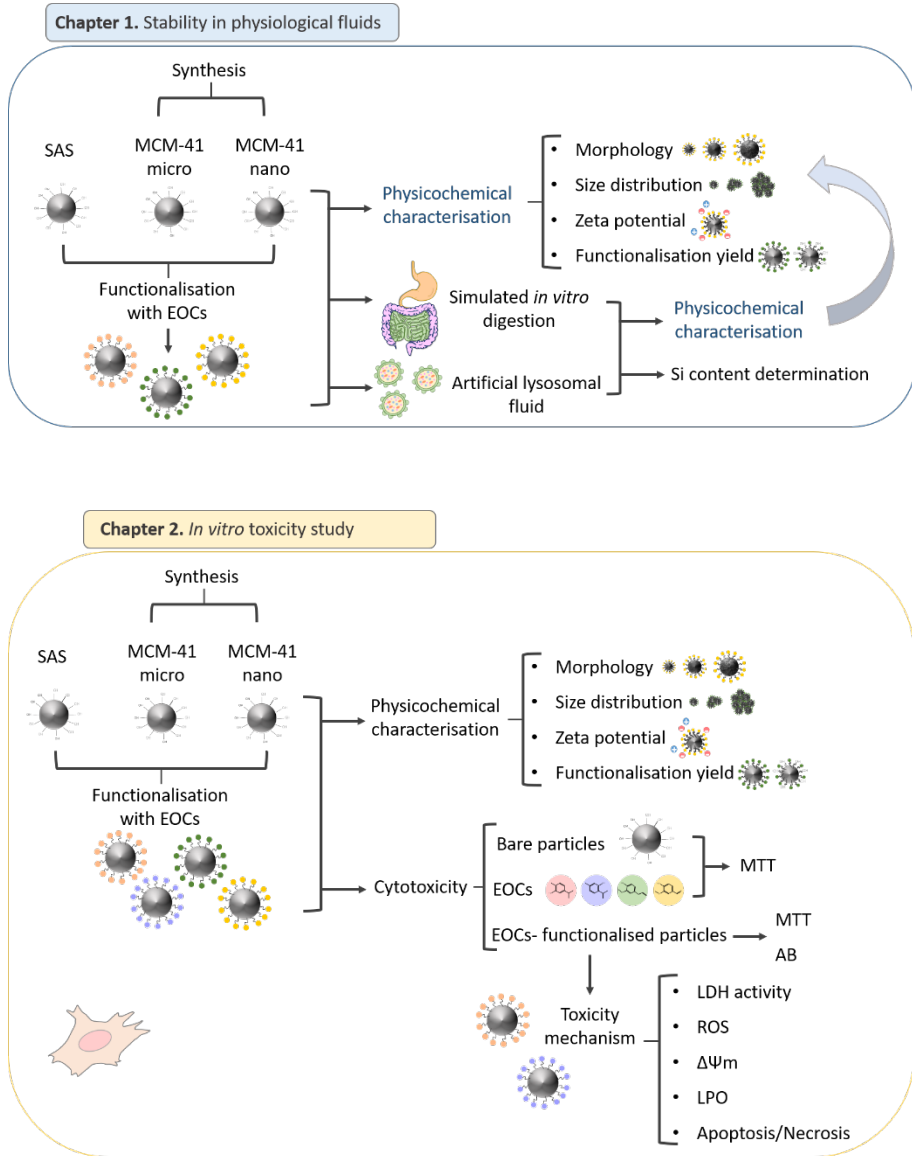 Chapter 1. Stability in physiological fluids
Synthesis
SAS
MCM-41
micro
MCM-41
nano
Functionalisation
with EOCs
Physicochemical
characterisation
• Morphology
• Size distribution
• Zeta potential
• Functionalisation yield
Simulated in vitro
digestion
Artificial lysosomal
fluid
Physicochemical
characterisation
Si content determination
Chapter 2. In vitro toxicity study
Synthesis
SAS
MCM-41
micro
MCM-41
nano
Functionalisation
with EOCs
Physicochemical
characterisation
• Morphology
• Size distribution
• Zeta potential
• Functionalisation yield
Cytotoxicity
Bare particles
EOCs
MTT
EOCs- functionalised particles
MTT
AB
Toxicity
mechanism
• LDH activity
• ROS
• ΔΨm
• LPO
• Apoptosis/Necrosis